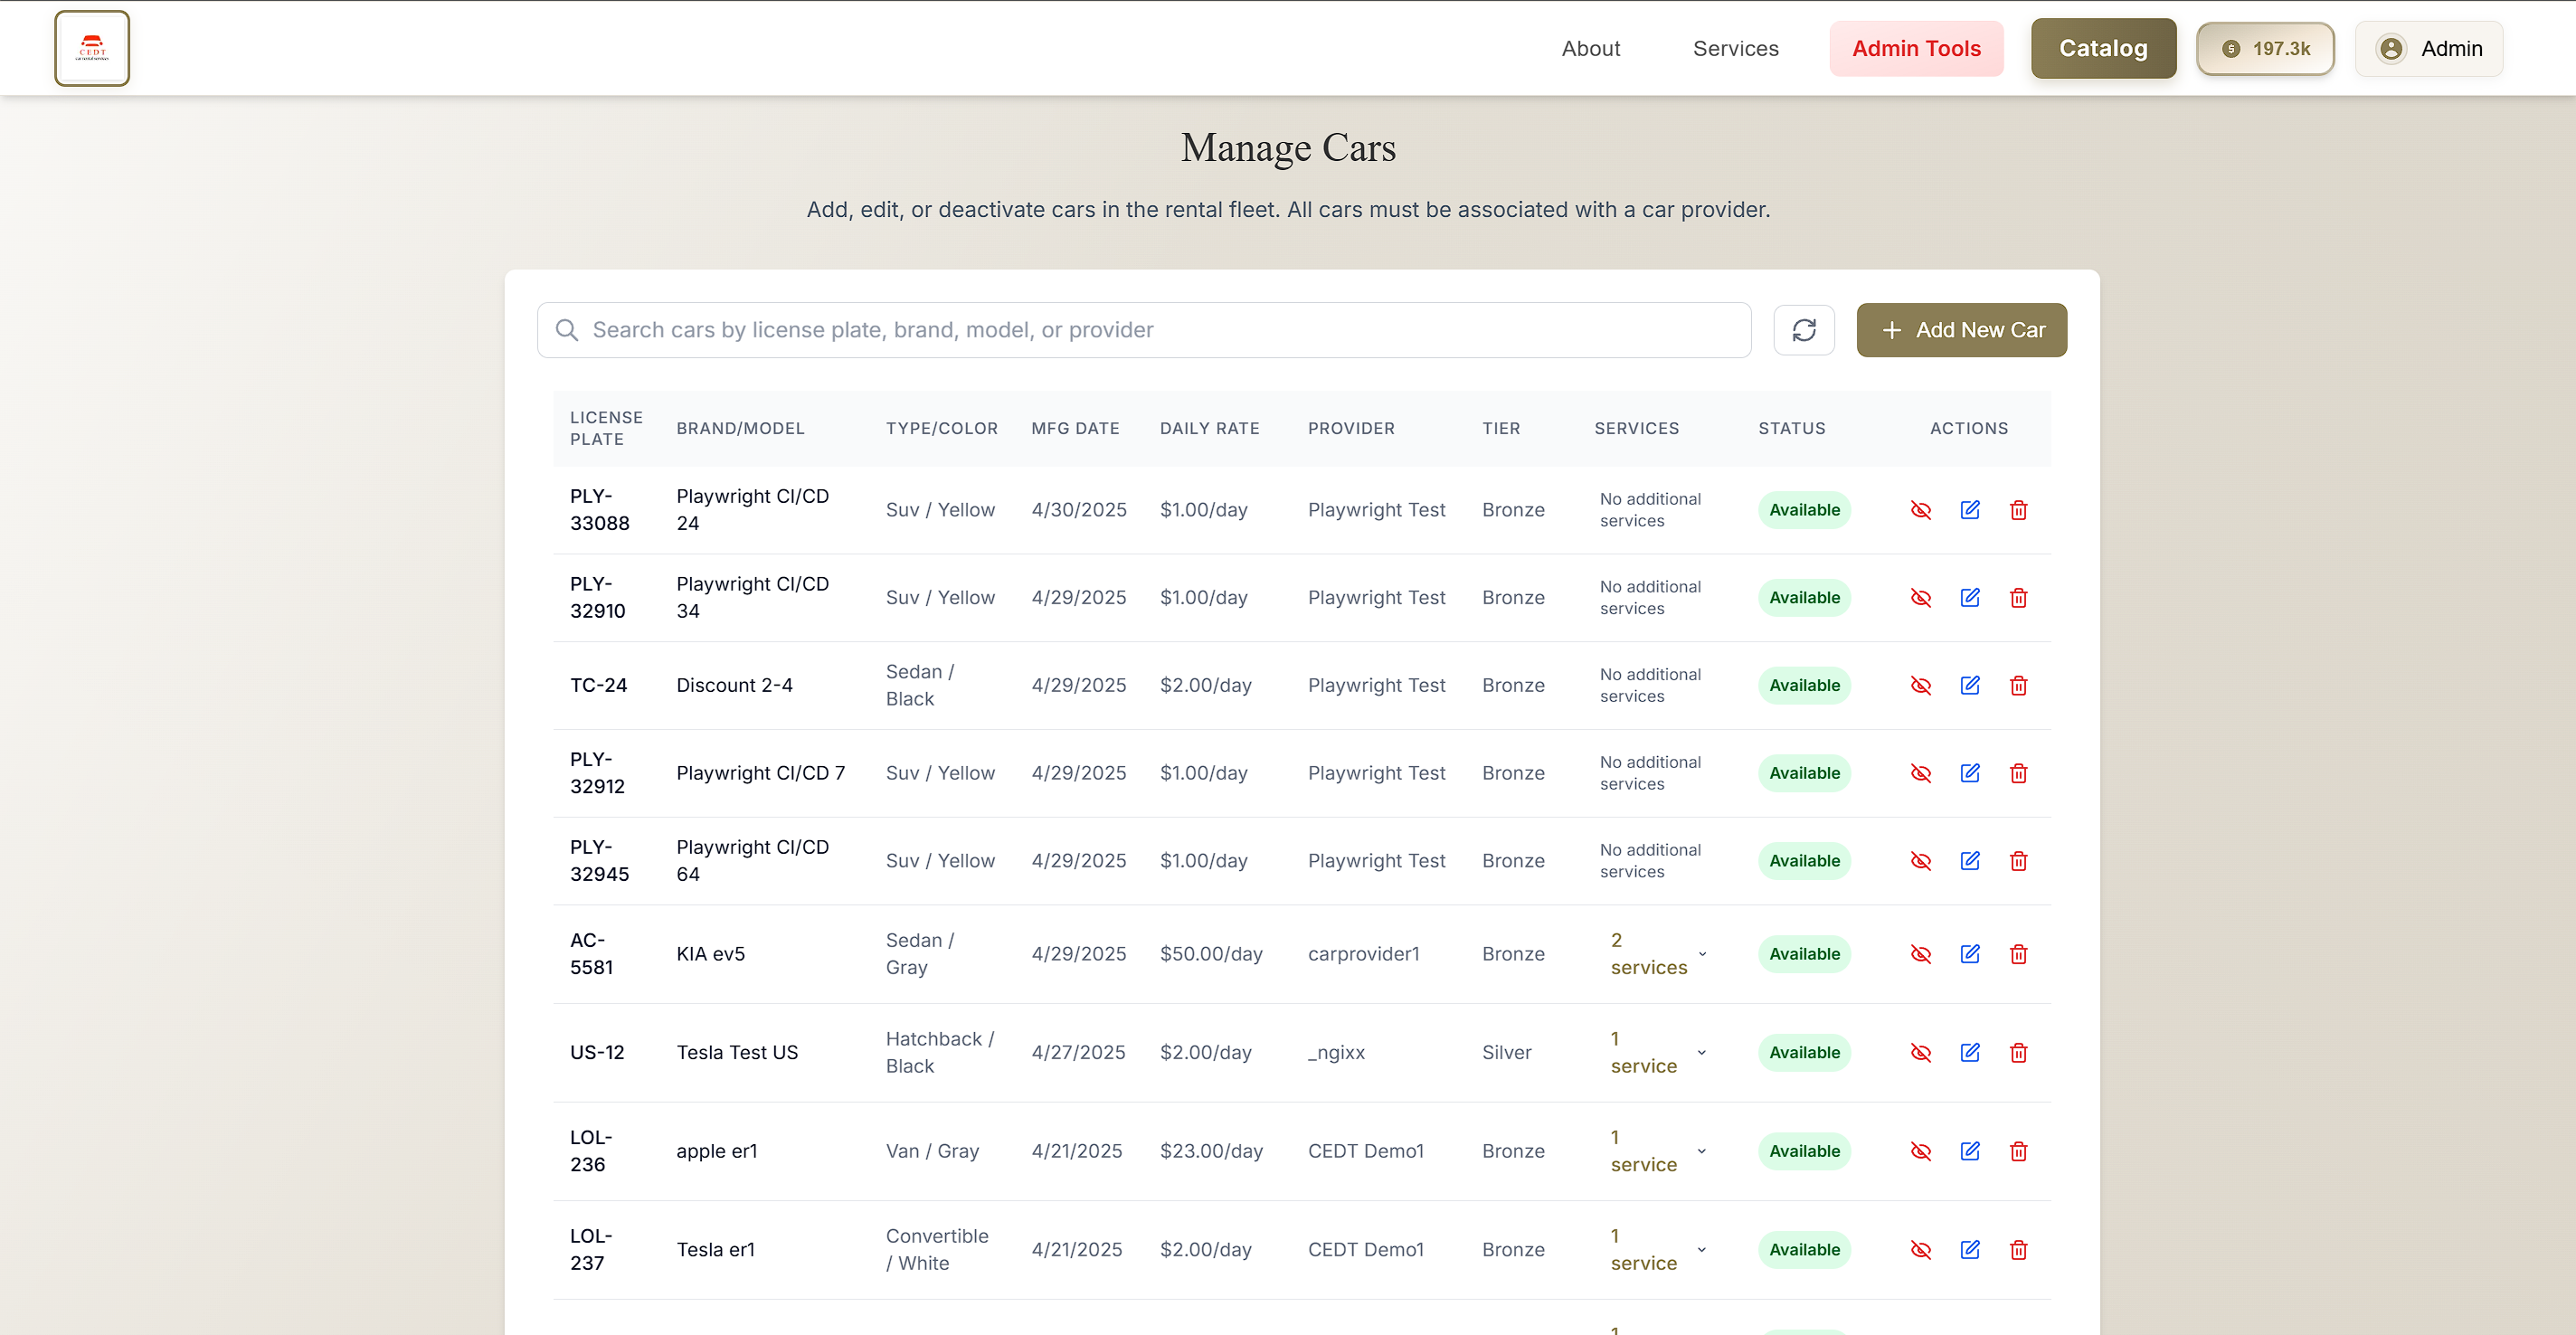 CEDT
car rental services
About
Services
Admin Tools
Catalog
$ 197.3k
Admin
Manage Cars
Add, edit, or deactivate cars in the rental fleet. All cars must be associated with a car provider.
Search cars by license plate, brand, model, or provider
+ Add New Car
LICENSE
PLATE
BRAND/MODEL
TYPE/COLOR
MFG DATE
DAILY RATE
PROVIDER
TIER
SERVICES
STATUS
ACTIONS
PLY-
33088
Playwright CI/CD
24
Suv / Yellow
4/30/2025
$1.00/day
Playwright Test
Bronze
No additional
services
Available
PLY-
32910
Playwright CI/CD
34
Suv / Yellow
4/29/2025
$1.00/day
Playwright Test
Bronze
No additional
services
Available
TC-24
Discount 2-4
Sedan /
Black
4/29/2025
$2.00/day
Playwright Test
Bronze
No additional
services
Available
PLY-
32912
Playwright CI/CD 7
Suv / Yellow
4/29/2025
$1.00/day
Playwright Test
Bronze
No additional
services
Available
PLY-
32945
Playwright CI/CD
64
Suv / Yellow
4/29/2025
$1.00/day
Playwright Test
Bronze
No additional
services
Available
AC-
5581
KIA ev5
Sedan /
Gray
4/29/2025
$50.00/day
carprovider1
Bronze
2
services
Available
US-12
Tesla Test US
Hatchback /
Black
4/27/2025
$2.00/day
_ngixx
Silver
1
service
Available
LOL-
236
apple er1
Van / Gray
4/21/2025
$23.00/day
CEDT Demo1
Bronze
1
service
Available
LOL-
237
Tesla er1
Convertible
/ White
4/21/2025
$2.00/day
CEDT Demo1
Bronze
1
service
Available
1